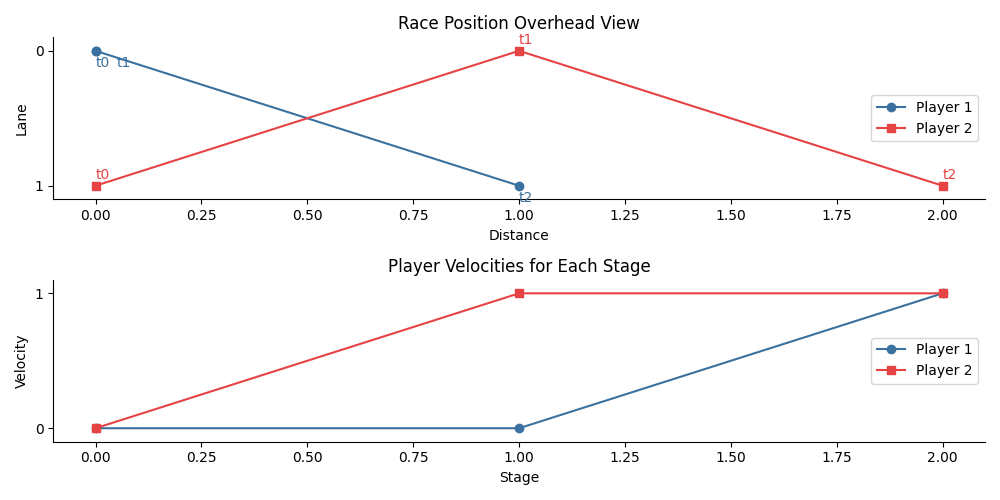 Race Position Overhead View
t1
0
t0 t1
Lane
Player 1
Player 2
t0
t2
1
t2
0.00 0.25 0.50 0.75 1.00 1.25 1.50 1.75 2.00
Distance
Player Velocities for Each Stage
1
Velocity
Player 1
Player 2
0
0.00 0.25 0.50 0.75 1.00 1.25 1.50 1.75 2.00
Stage